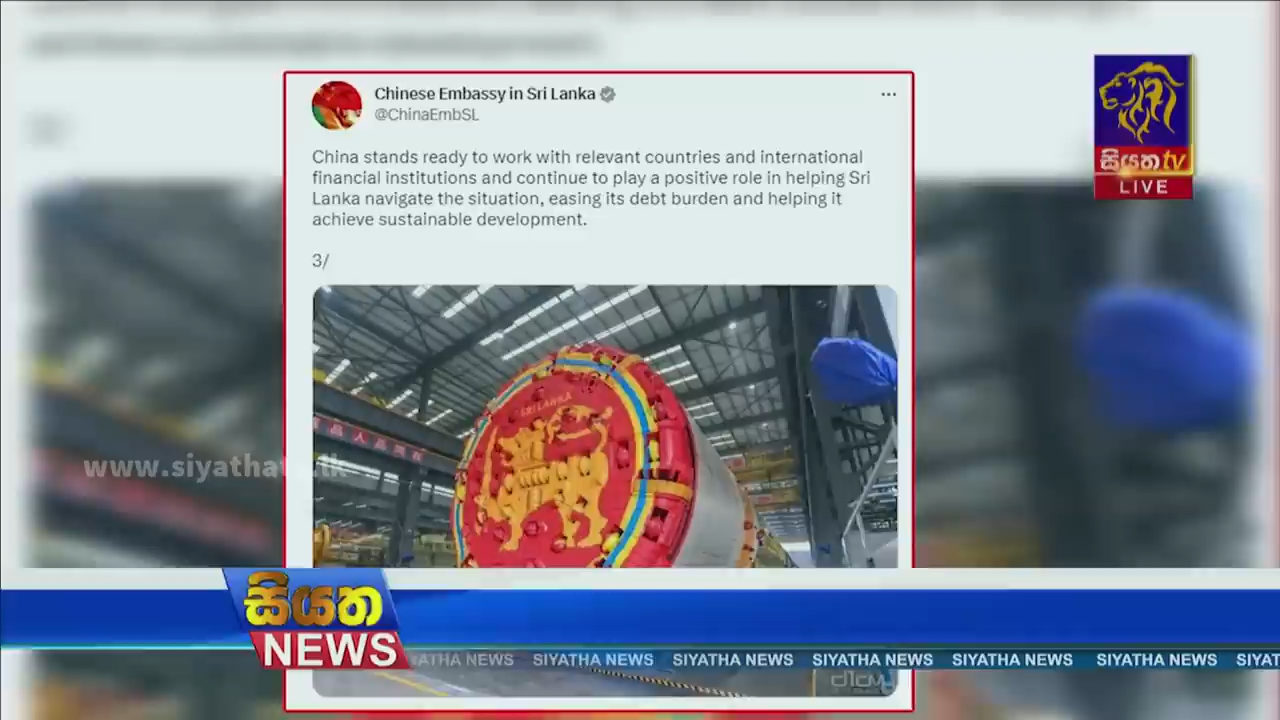 Chinese Embassy in Sri Lanka
@ChinaEmbSL
China stands ready to work with relevant countries and international
financial institutions and continue to play a positive role in helping Sri
Lanka navigate the situation, easing its debt burden and helping it
achieve sustainable development.
3/
සියත tv
LIVE
SRI LANKA
www.siyathatv.lk
සියත
NEWS
SIYATHA NEWS SIYATHA NEWS SIYATHA NEWS SIYATHA NEWS SIYATHA NEWS